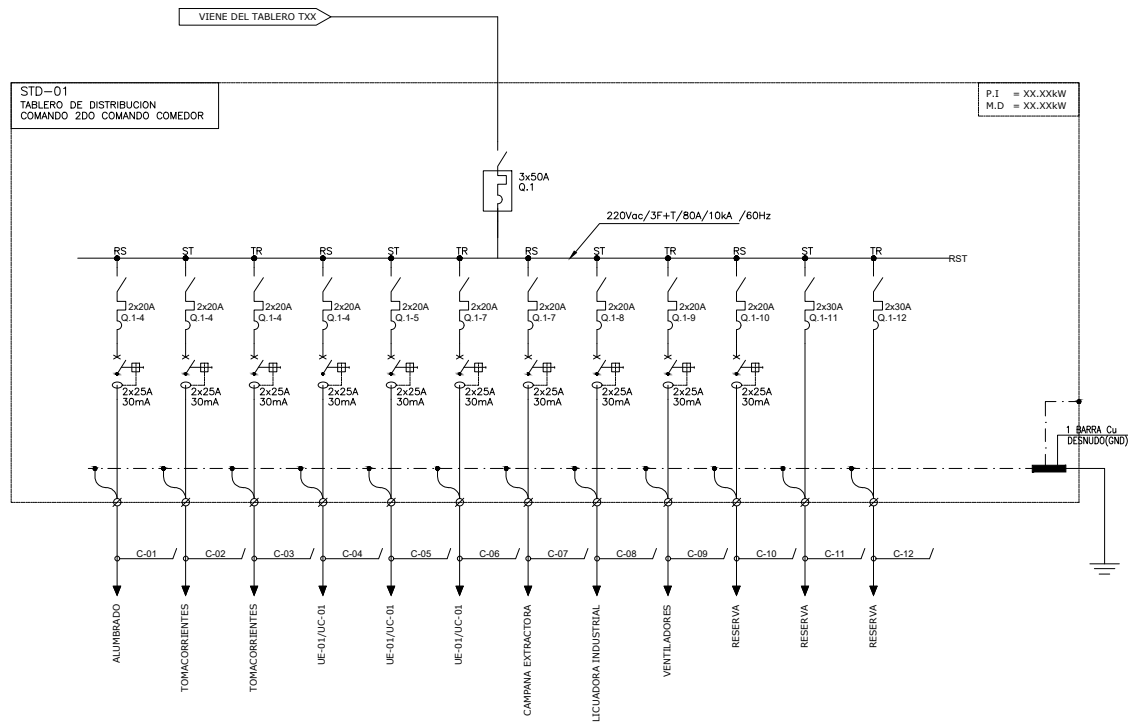 VIENE DEL TABLERO TXX
STD-01
TABLERO DE DISTRIBUCION
COMANDO 2DO COMANDO COMEDOR
P.I = XX.XXkW
M.D = XX.XXkW
3x50A
Q.1
220Vac/3F+T/80A/10kA /60Hz
RS ST TR RS ST TR RS ST TR RS ST TR
RST
2x20A 2x20A 2x20A 2x20A 2x20A 2x20A 2x20A 2x20A 2x20A 2x20A 2x30A 2x30A
Q.1-4 Q.1-4 Q.1-4 Q.1-4 Q.1-5 Q.1-7 Q.1-7 Q.1-8 Q.1-9 Q.1-10 Q.1-11 Q.1-12
2x25A 2x25A 2x25A 2x25A 2x25A 2x25A 2x25A 2x25A 2x25A 2x25A
30mA 30mA 30mA 30mA 30mA 30mA 30mA 30mA 30mA 30mA
1 BARRA Cu
DESNUDO(GND)
C-01 C-02 C-03 C-04 C-05 C-06 C-07 C-08 C-09 C-10 C-11 C-12
ALUMBRADO
TOMACORRIENTES
TOMACORRIENTES
UE-01/UC-01
UE-01/UC-01
UE-01/UC-01
CAMPANA EXTRACTORA
LICUADORA INDUSTRIAL
VENTILADORES
RESERVA
RESERVA
RESERVA